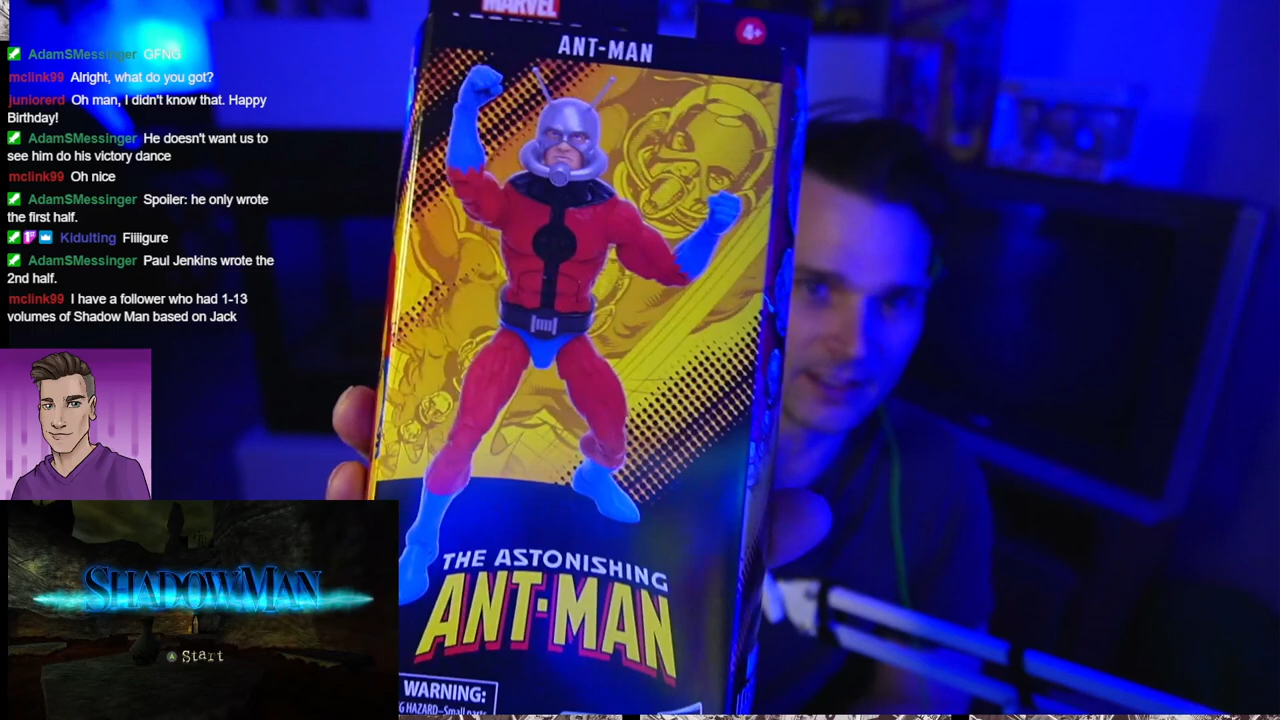 AdamSMessinger GFNG
mclink99 Alright, what do you got?
juniorerd Oh man, I didn't know that. Happy
Birthday!
AdamSMessinger He doesn't want us to
see him do his victory dance
mclink99 Oh nice
AdamSMessinger Spoiler: he only wrote
the first half.
Kidulting Fiiiigure
AdamSMessinger Paul Jenkins wrote the
2nd half.
mclink99 I have a follower who had 1-13
volumes of Shadow Man based on Jack
MARVEL
ANT-MAN
4+
THE ASTONISHING
ANT-MAN
WARNING:
HAZARD–Small parts
SHADOWMAN
A Start